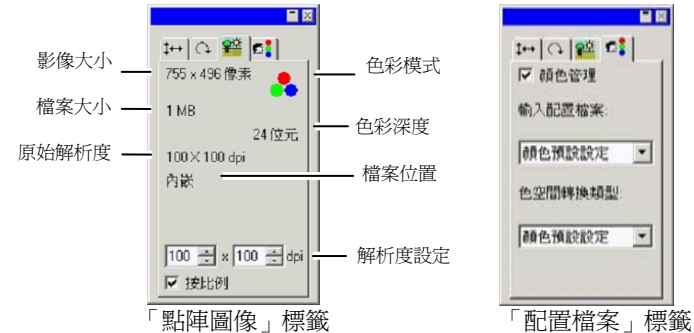 影像大小
755 x 496 像素
色彩模式
檔案大小
1 MB
24 位元
色彩深度
原始解析度
100 X 100 dpi
內嵌
檔案位置
100 x 100 dpi
解析度設定
按比例
「點陣圖像」標籤
顏色管理
輸入配置檔案:
顏色預設設定
色空間轉換類型:
顏色預設設定
「配置檔案」標籤